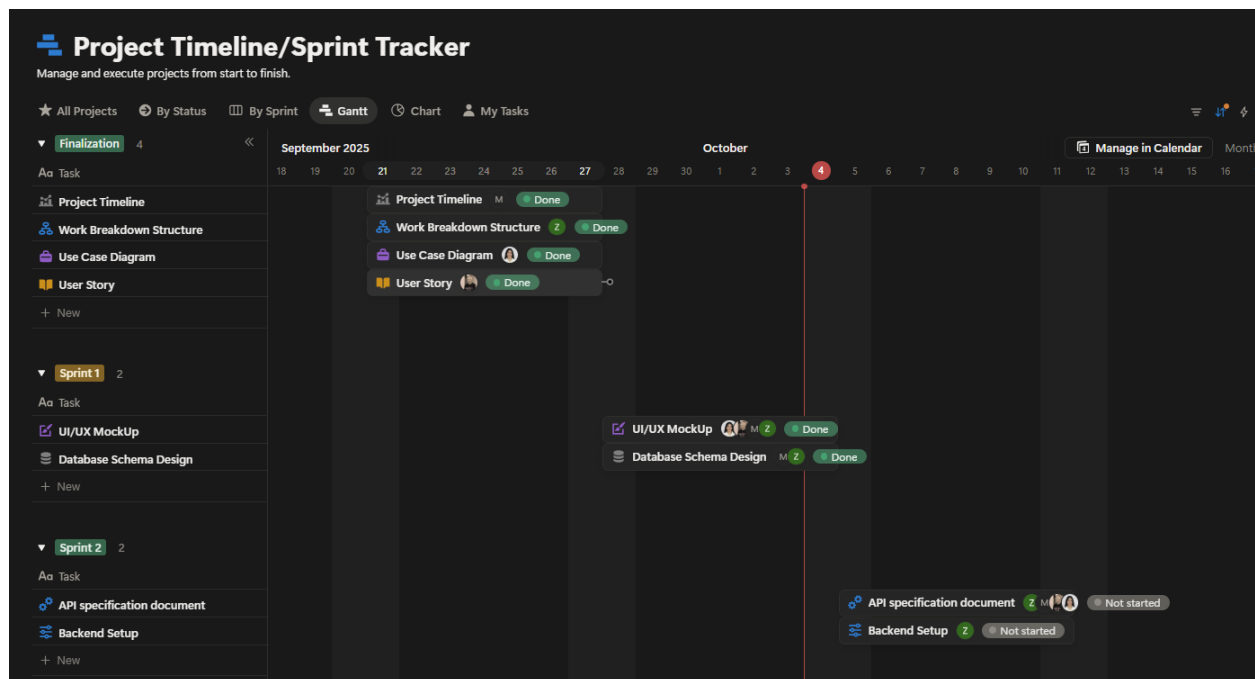 Project Timeline/Sprint Tracker
Manage and execute projects from start to finish.
All Projects By Status By Sprint Gantt Chart My Tasks
Finalization 4
September 2025 October Manage in Calendar Month
Aa Task
18 19 20 21 22 23 24 25 26 27 28 29 30 1 2 3 4 5 6 7 8 9 10 11 12 13 14 15 16
Project Timeline
Project Timeline M Done
Work Breakdown Structure
Work Breakdown Structure Z Done
Use Case Diagram
Use Case Diagram Done
User Story
User Story Done
+ New
Sprint 1 2
Aa Task
UI/UX MockUp
UI/UX MockUp M Z Done
Database Schema Design
Database Schema Design M Z Done
+ New
Sprint 2 2
Aa Task
API specification document
API specification document Z M Not started
Backend Setup
Backend Setup Z Not started
+ New